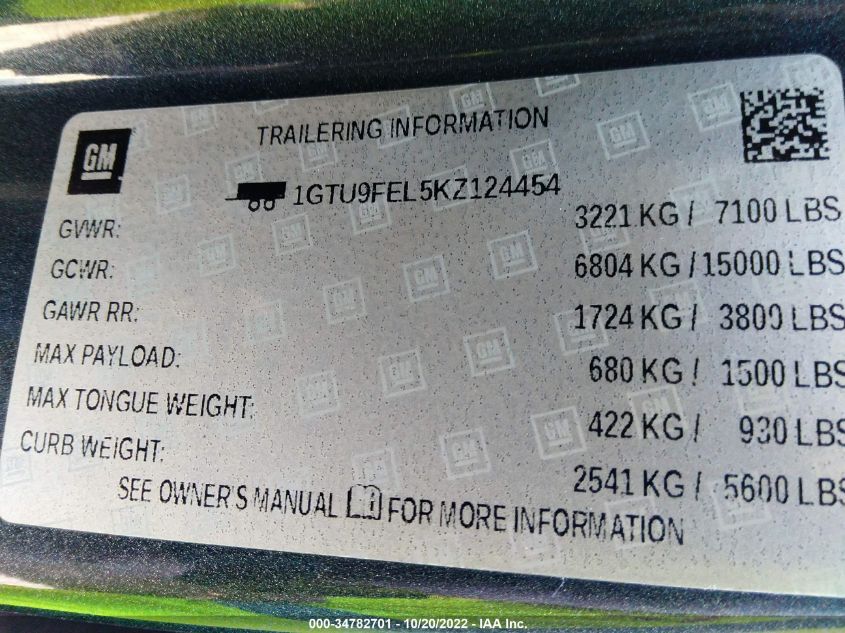 GM
TRAILERING INFORMATION
1GTU9FEL5KZ124454
GVWR: 3221 KG / 7100 LBS
GCWR: 6804 KG / 15000 LBS
GAWR RR: 1724 KG / 3800 LBS
MAX PAYLOAD: 680 KG / 1500 LBS
MAX TONGUE WEIGHT: 422 KG / 930 LBS
CURB WEIGHT: 2541 KG / 5600 LBS
SEE OWNER'S MANUAL FOR MORE INFORMATION
000-34782701 - 10/20/2022 - IAA Inc.